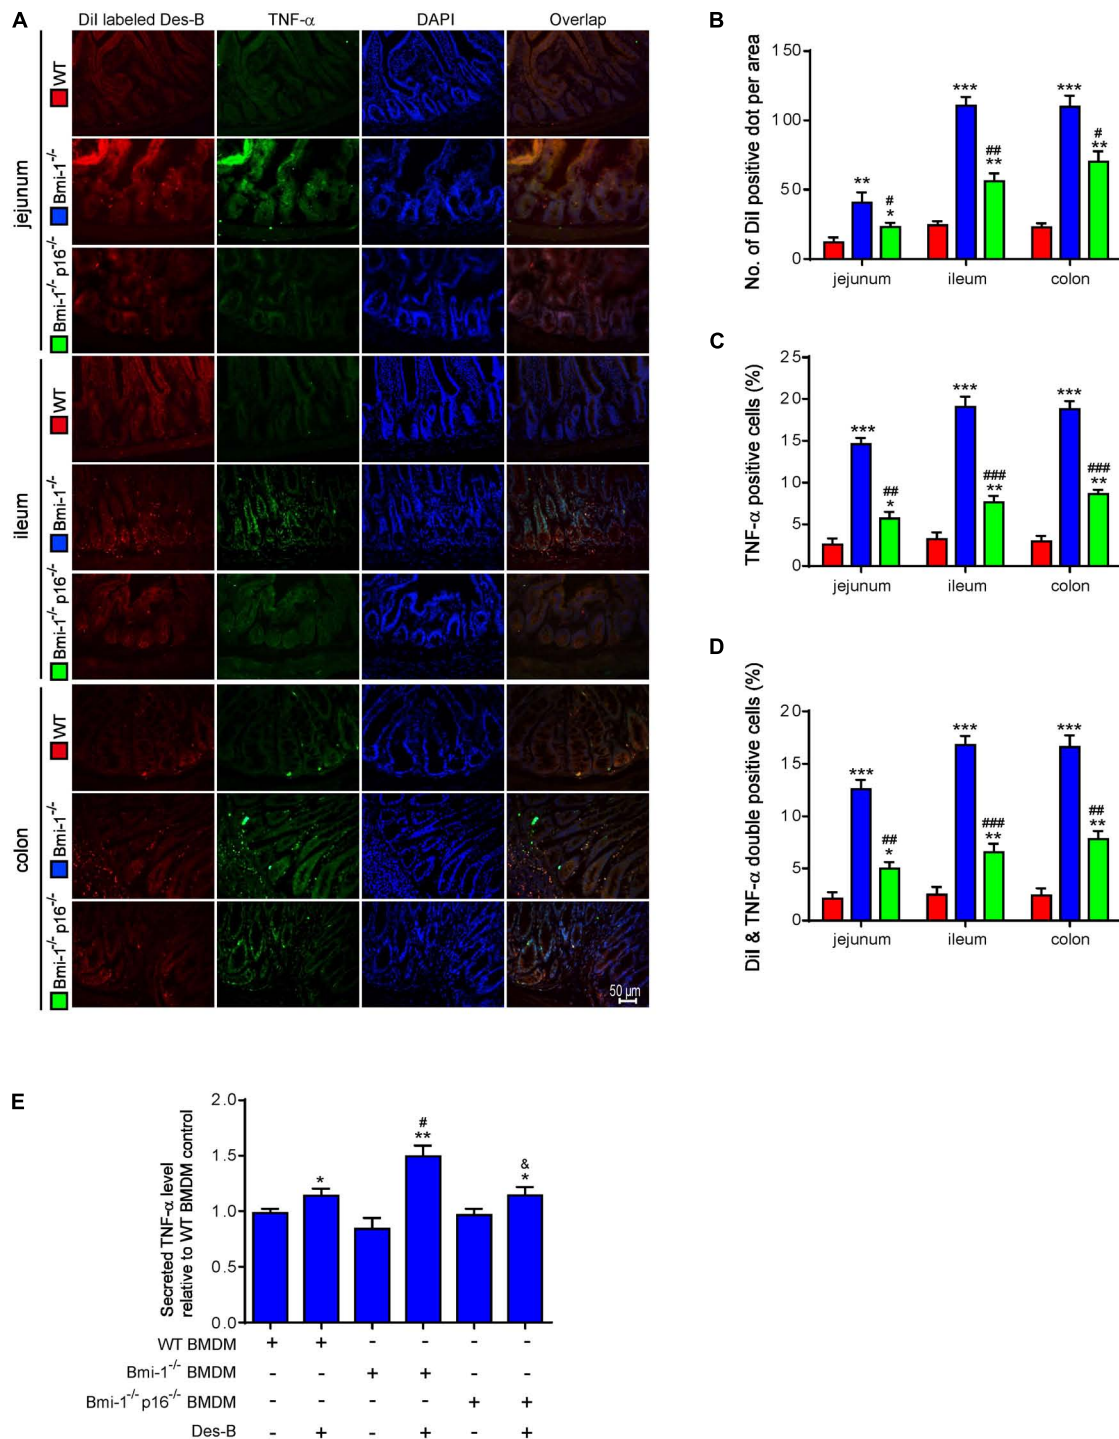 A
DiI labeled Des-B TNF-α DAPI Overlap
jejunum
WT
Bmi-1-/-
Bmi-1-/- p16-/-
ileum
WT
Bmi-1-/-
Bmi-1-/- p16-/-
colon
WT
Bmi-1-/-
Bmi-1-/- p16-/-
50 μm
B
No. of DiI positive dot per area
150
100
50
0
** # * *** ## ** *** # **
jejunum ileum colon
C
TNF-α positive cells (%)
25
20
15
10
5
0
*** ## * *** ### ** *** ### **
jejunum ileum colon
D
DiI & TNF-α double positive cells (%)
20
15
10
5
0
*** ## * *** ### ** *** ## **
jejunum ileum colon
E
Secreted TNF-α level
relative to WT BMDM control
2.0
1.5
1.0
0.5
0.0
* # ** & *
WT BMDM + + - - - -
Bmi-1-/- BMDM - - + + - -
Bmi-1-/- p16-/- BMDM - - - - + +
Des-B - + - + - +